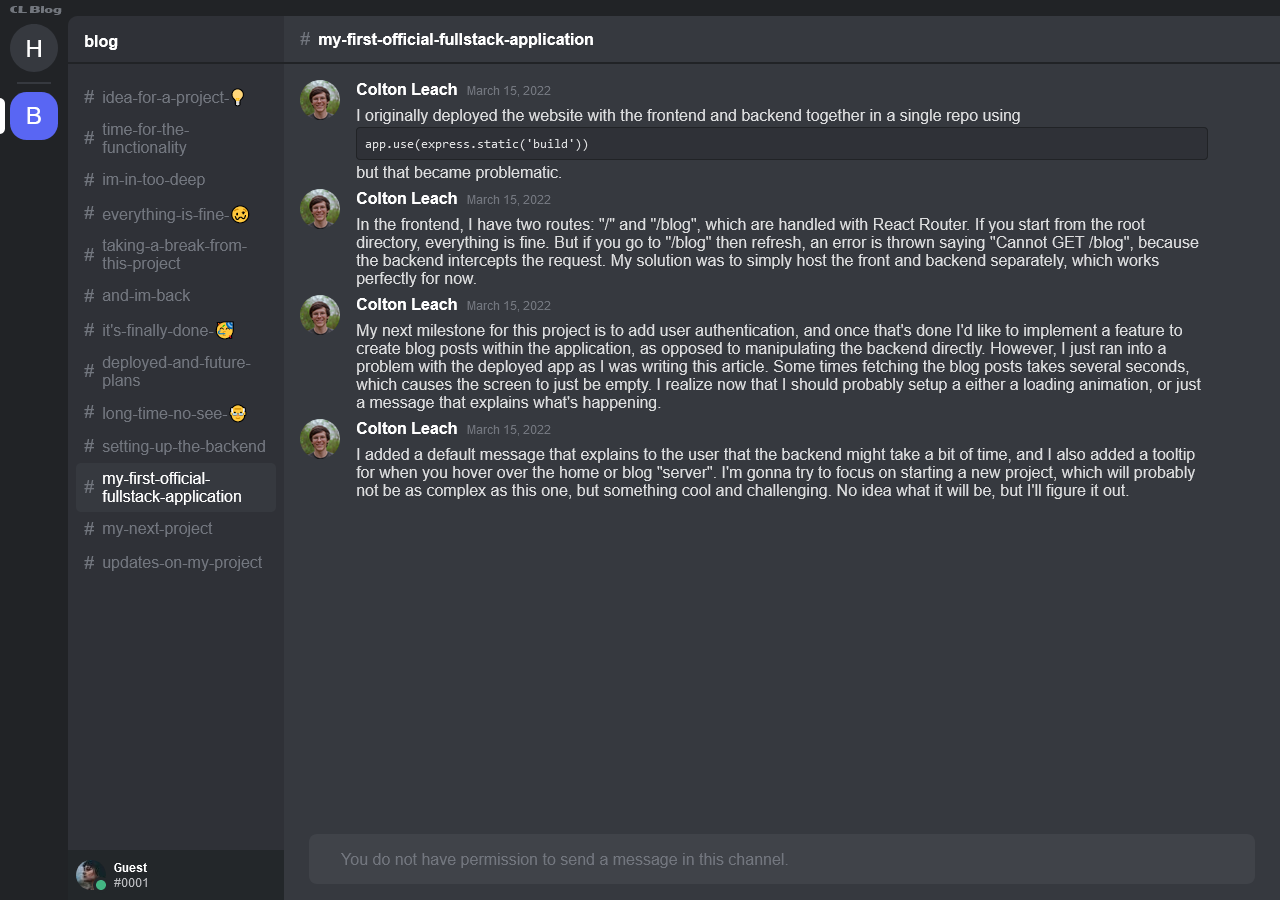 CL Blog
H
B
blog
# idea-for-a-project-💡
# time-for-the-
functionality
# im-in-too-deep
# everything-is-fine-🥴
# taking-a-break-from-
this-project
# and-im-back
# it's-finally-done-🥳
# deployed-and-future-
plans
# long-time-no-see-🤓
# setting-up-the-backend
# my-first-official-
fullstack-application
# my-next-project
# updates-on-my-project
Guest
#0001
# my-first-official-fullstack-application
Colton Leach March 15, 2022
I originally deployed the website with the frontend and backend together in a single repo using
app.use(express.static('build'))
but that became problematic.
Colton Leach March 15, 2022
In the frontend, I have two routes: "/" and "/blog", which are handled with React Router. If you start from the root
directory, everything is fine. But if you go to "/blog" then refresh, an error is thrown saying "Cannot GET /blog", because
the backend intercepts the request. My solution was to simply host the front and backend separately, which works
perfectly for now.
Colton Leach March 15, 2022
My next milestone for this project is to add user authentication, and once that's done I'd like to implement a feature to
create blog posts within the application, as opposed to manipulating the backend directly. However, I just ran into a
problem with the deployed app as I was writing this article. Some times fetching the blog posts takes several seconds,
which causes the screen to just be empty. I realize now that I should probably setup a either a loading animation, or just
a message that explains what's happening.
Colton Leach March 15, 2022
I added a default message that explains to the user that the backend might take a bit of time, and I also added a tooltip
for when you hover over the home or blog "server". I'm gonna try to focus on starting a new project, which will probably
not be as complex as this one, but something cool and challenging. No idea what it will be, but I'll figure it out.
You do not have permission to send a message in this channel.